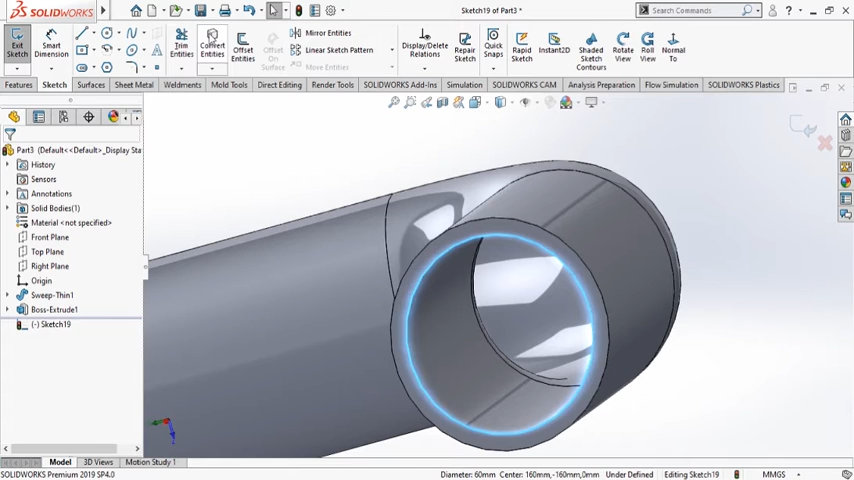 SOLIDWORKS
Sketch19 of Part3 *
Search Commands
Exit Sketch
Smart Dimension
Trim Entities
Convert Entities
Offset Entities
Offset On Surface
Mirror Entities
Linear Sketch Pattern
Move Entities
Display/Delete Relations
Repair Sketch
Quick Snaps
Rapid Sketch
Instant2D
Shaded Sketch Contours
Rotate View
Roll View
Normal To
Features
Sketch
Surfaces
Sheet Metal
Weldments
Mold Tools
Direct Editing
Render Tools
SOLIDWORKS Add-Ins
Simulation
SOLIDWORKS CAM
Analysis Preparation
Flow Simulation
SOLIDWORKS Plastics
Part3 (Default<<Default>_Display Sta
History
Sensors
Annotations
Solid Bodies(1)
Material <not specified>
Front Plane
Top Plane
Right Plane
Origin
Sweep-Thin1
Boss-Extrude1
(-) Sketch19
Model
3D Views
Motion Study 1
SOLIDWORKS Premium 2019 SP4.0
Diameter: 60mm Center: 160mm,-160mm,0mm
Under Defined
Editing Sketch19
MMGS